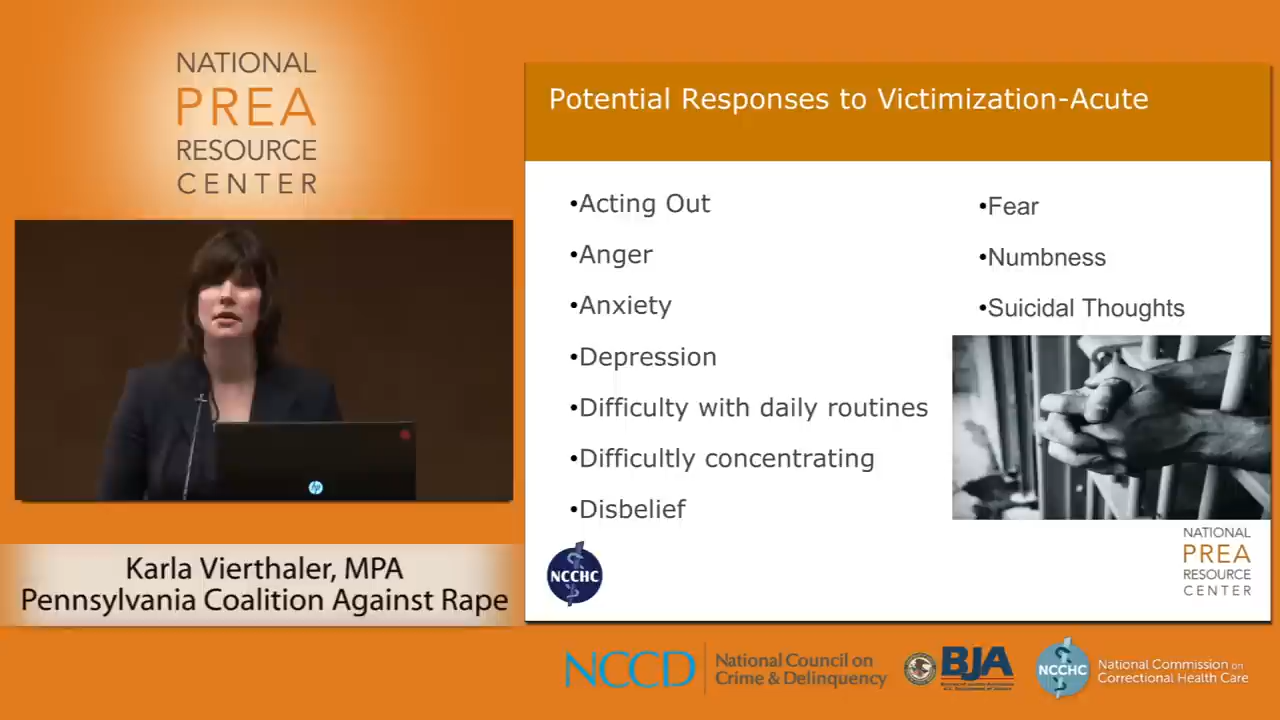 NATIONAL
PREA
RESOURCE
CENTER
Potential Responses to Victimization-Acute
•Acting Out
•Anger
•Anxiety
•Depression
•Difficulty with daily routines
•Difficultly concentrating
•Disbelief
•Fear
•Numbness
•Suicidal Thoughts
hp
Karla Vierthaler, MPA
Pennsylvania Coalition Against Rape
NCCHC
NATIONAL
PREA
RESOURCE
CENTER
NCCD
National Council on
Crime & Delinquency
BJA
NCCHC
National Commission on
Correctional Health Care